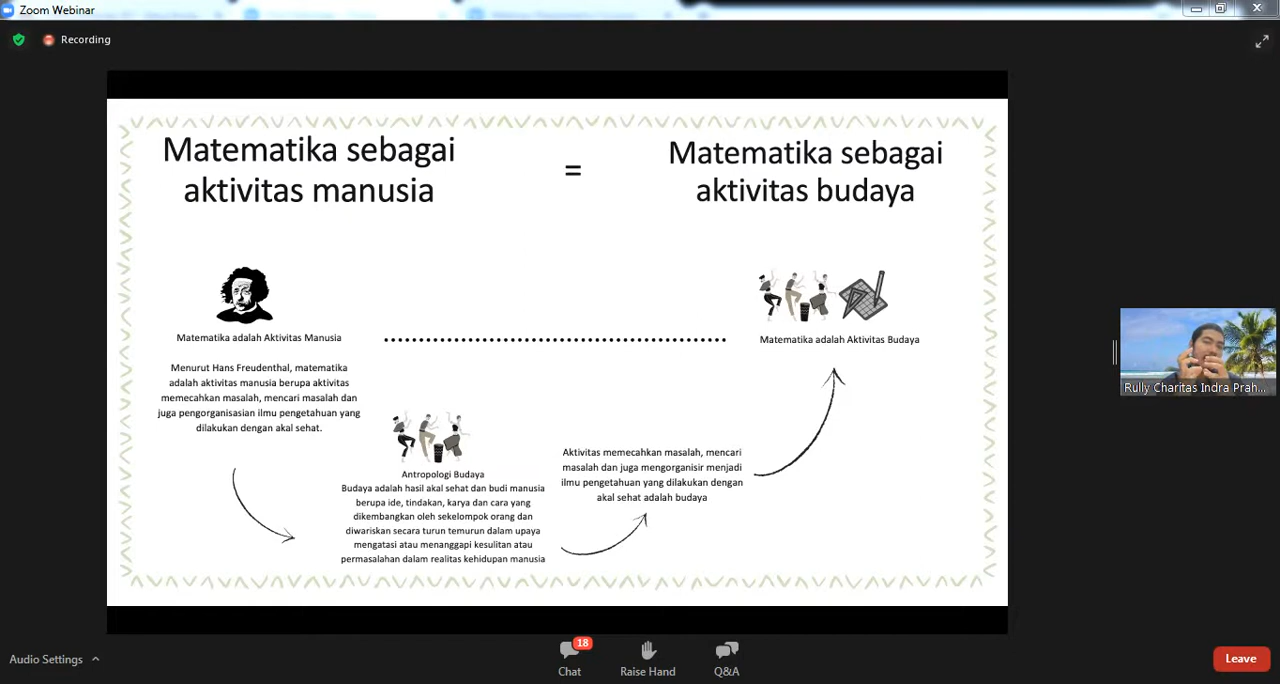 Zoom Webinar
Recording
Matematika sebagai
aktivitas manusia
=
Matematika sebagai
aktivitas budaya
Matematika adalah Aktivitas Manusia
Matematika adalah Aktivitas Budaya
Menurut Hans Freudenthal, matematika
adalah aktivitas manusia berupa aktivitas
memecahkan masalah, mencari masalah dan
juga pengorganisasian ilmu pengetahuan yang
dilakukan dengan akal sehat.
Antropologi Budaya
Budaya adalah hasil akal sehat dan budi manusia
berupa ide, tindakan, karya dan cara yang
dikembangkan oleh sekelompok orang dan
diwariskan secara turun temurun dalam upaya
mengatasi atau menanggapi kesulitan atau
permasalahan dalam realitas kehidupan manusia
Aktivitas memecahkan masalah, mencari
masalah dan juga mengorganisir menjadi
ilmu pengetahuan yang dilakukan dengan
akal sehat adalah budaya
Rully Charitas Indra Prah...
Audio Settings
18
Chat
Raise Hand
Q&A
Leave